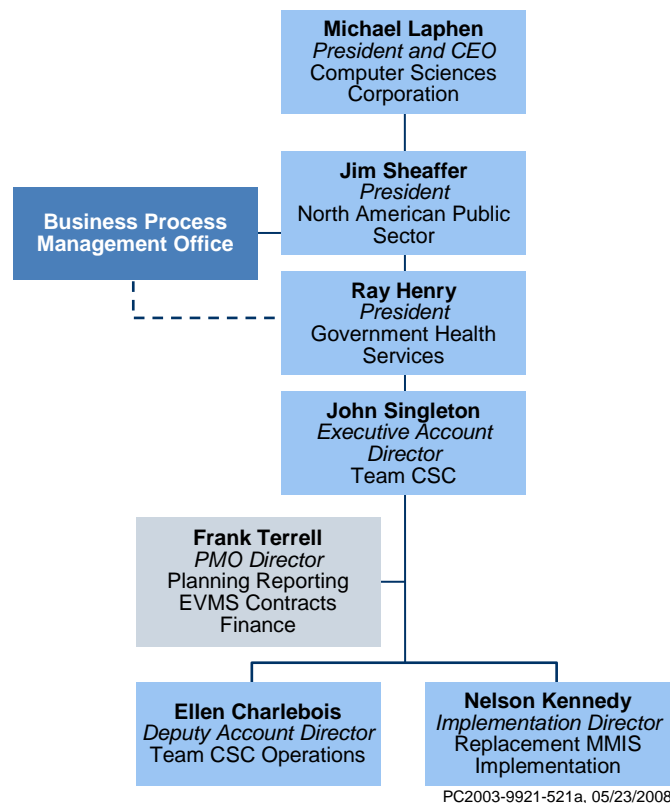 Michael Laphen
President and CEO
Computer Sciences
Corporation
Jim Sheaffer
President
North American Public
Sector
Business Process
Management Office
Ray Henry
President
Government Health
Services
John Singleton
Executive Account
Director
Team CSC
Frank Terrell
PMO Director
Planning Reporting
EVMS Contracts
Finance
Ellen Charlebois
Deputy Account Director
Team CSC Operations
Nelson Kennedy
Implementation Director
Replacement MMIS
Implementation
PC2003-9921-521a, 05/23/2008